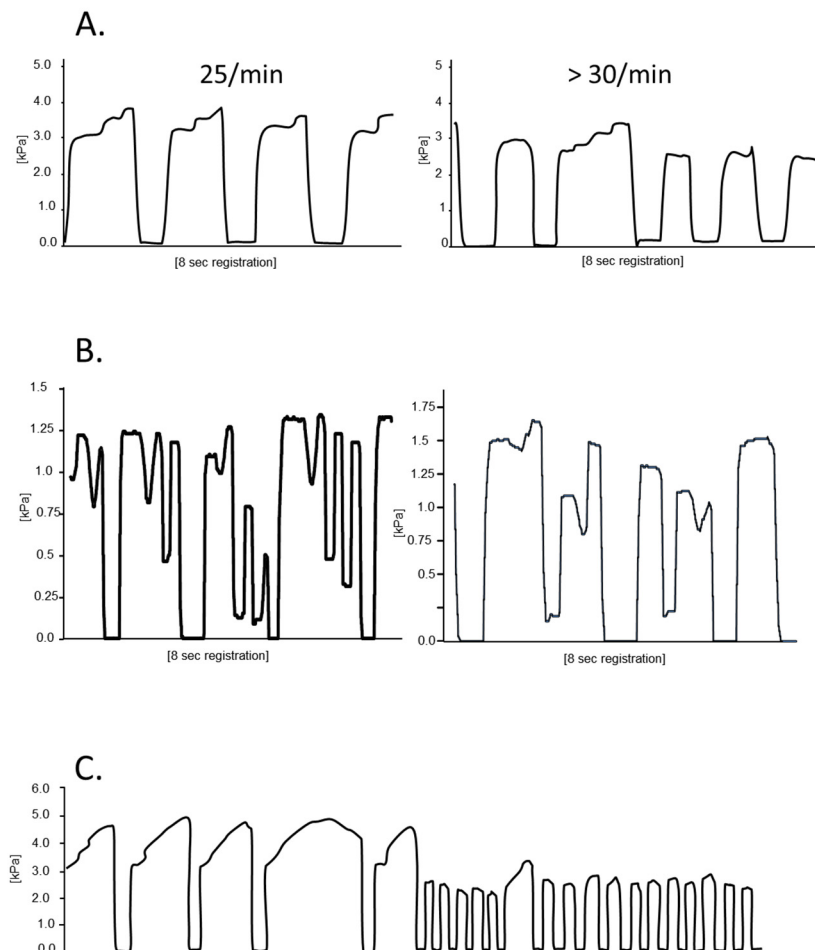 A.
25/min
> 30/min
5.0
4.0
3.0
2.0
1.0
0.0
[kPa]
[8 sec registration]
5
4
3
2
1
0
[kPa]
[8 sec registration]
B.
1.5
1.25
1.0
0.75
0.5
0.25
0.0
[kPa]
[8 sec registration]
1.75
1.5
1.25
1.0
0.75
0.5
0.0
[kPa]
[8 sec registration]
C.
6.0
5.0
4.0
3.0
2.0
1.0
0.0
[kPa]